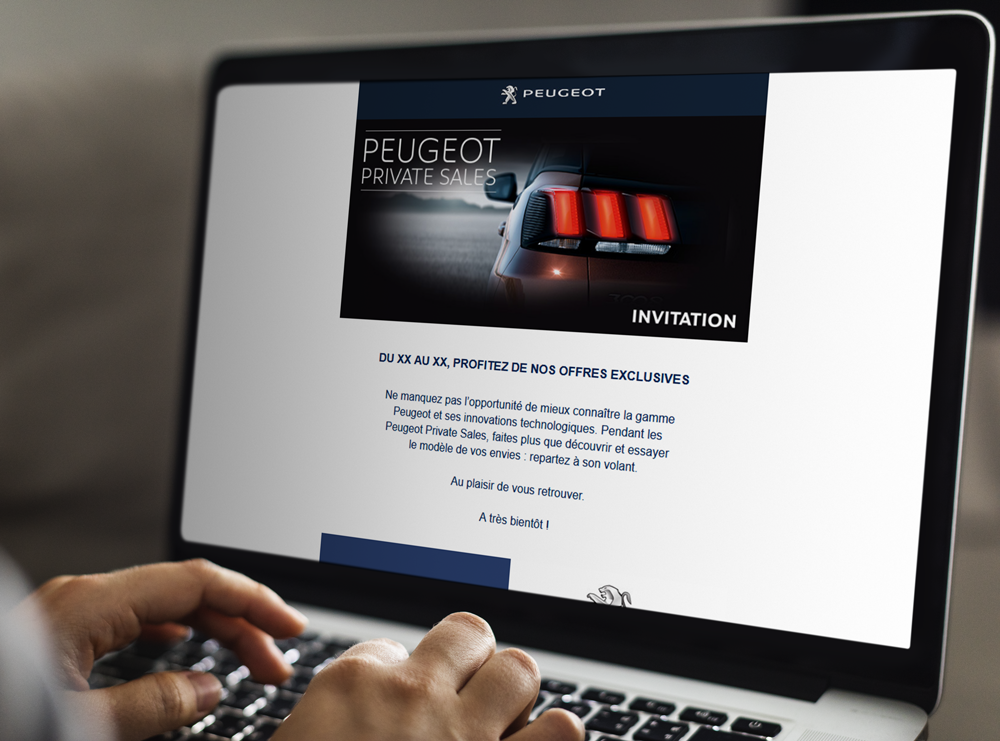 PEUGEOT
PEUGEOT
PRIVATE SALES
INVITATION
DU XX AU XX, PROFITEZ DE NOS OFFRES EXCLUSIVES
Ne manquez pas l'opportunité de mieux connaître la gamme
Peugeot et ses innovations technologiques. Pendant les
Peugeot Private Sales, faites plus que découvrir et essayer
le modèle de vos envies : repartez à son volant.
Au plaisir de vous retrouver.
A très bientôt !